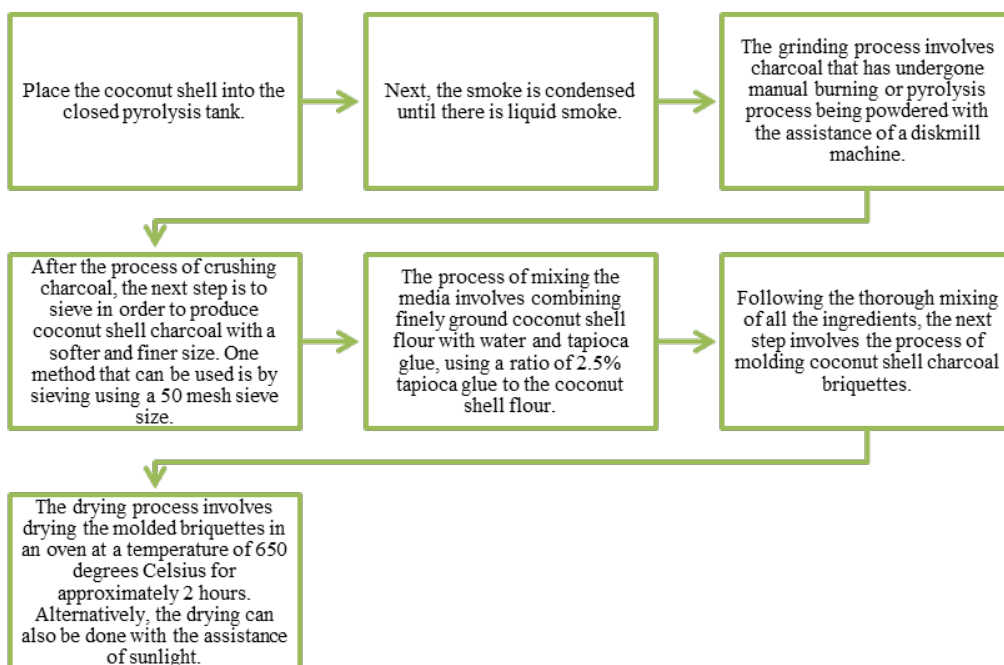 Place the coconut shell into the
closed pyrolysis tank.
Next, the smoke is condensed
until there is liquid smoke.
The grinding process involves
charcoal that has undergone
manual burning or pyrolysis
process being powdered with
the assistance of a diskmill
machine.
After the process of crushing
charcoal, the next step is to
sieve in order to produce
coconut shell charcoal with a
softer and finer size. One
method that can be used is by
sieving using a 50 mesh sieve
size.
The process of mixing the
media involves combining
finely ground coconut shell
flour with water and tapioca
glue, using a ratio of 2.5%
tapioca glue to the coconut
shell flour.
Following the thorough mixing
of all the ingredients, the next
step involves the process of
molding coconut shell charcoal
briquettes.
The drying process involves
drying the molded briquettes in
an oven at a temperature of 650
degrees Celsius for
approximately 2 hours.
Alternatively, the drying can
also be done with the assistance
of sunlight.